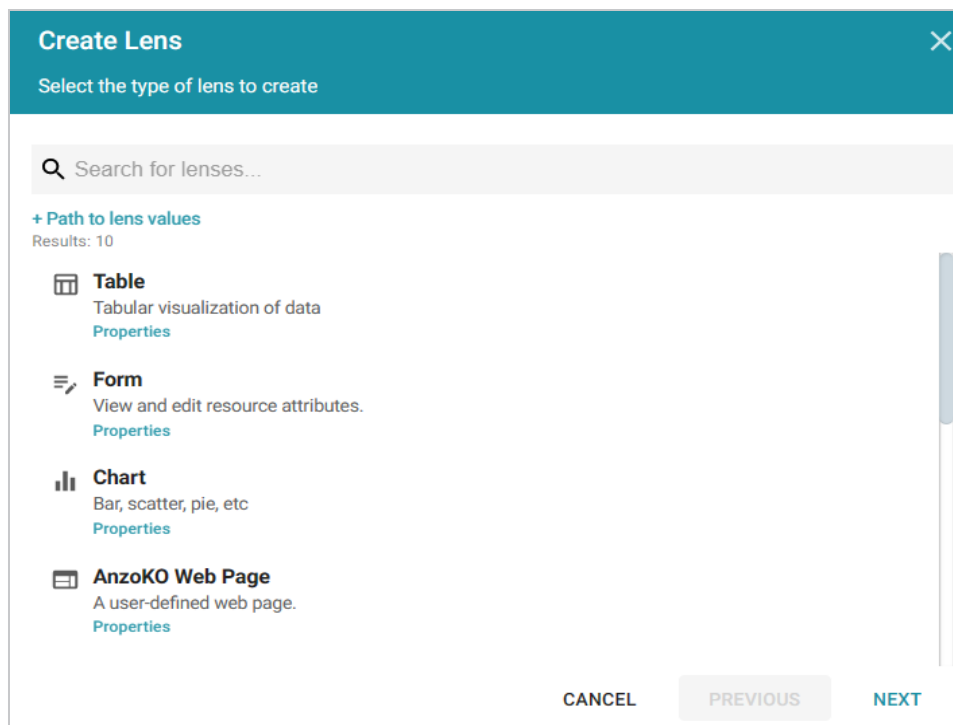 Create Lens
Select the type of lens to create
Search for lenses...
+ Path to lens values
Results: 10
Table
Tabular visualization of data
Properties
Form
View and edit resource attributes.
Properties
Chart
Bar, scatter, pie, etc
Properties
AnzoKO Web Page
A user-defined web page.
Properties
CANCEL PREVIOUS NEXT